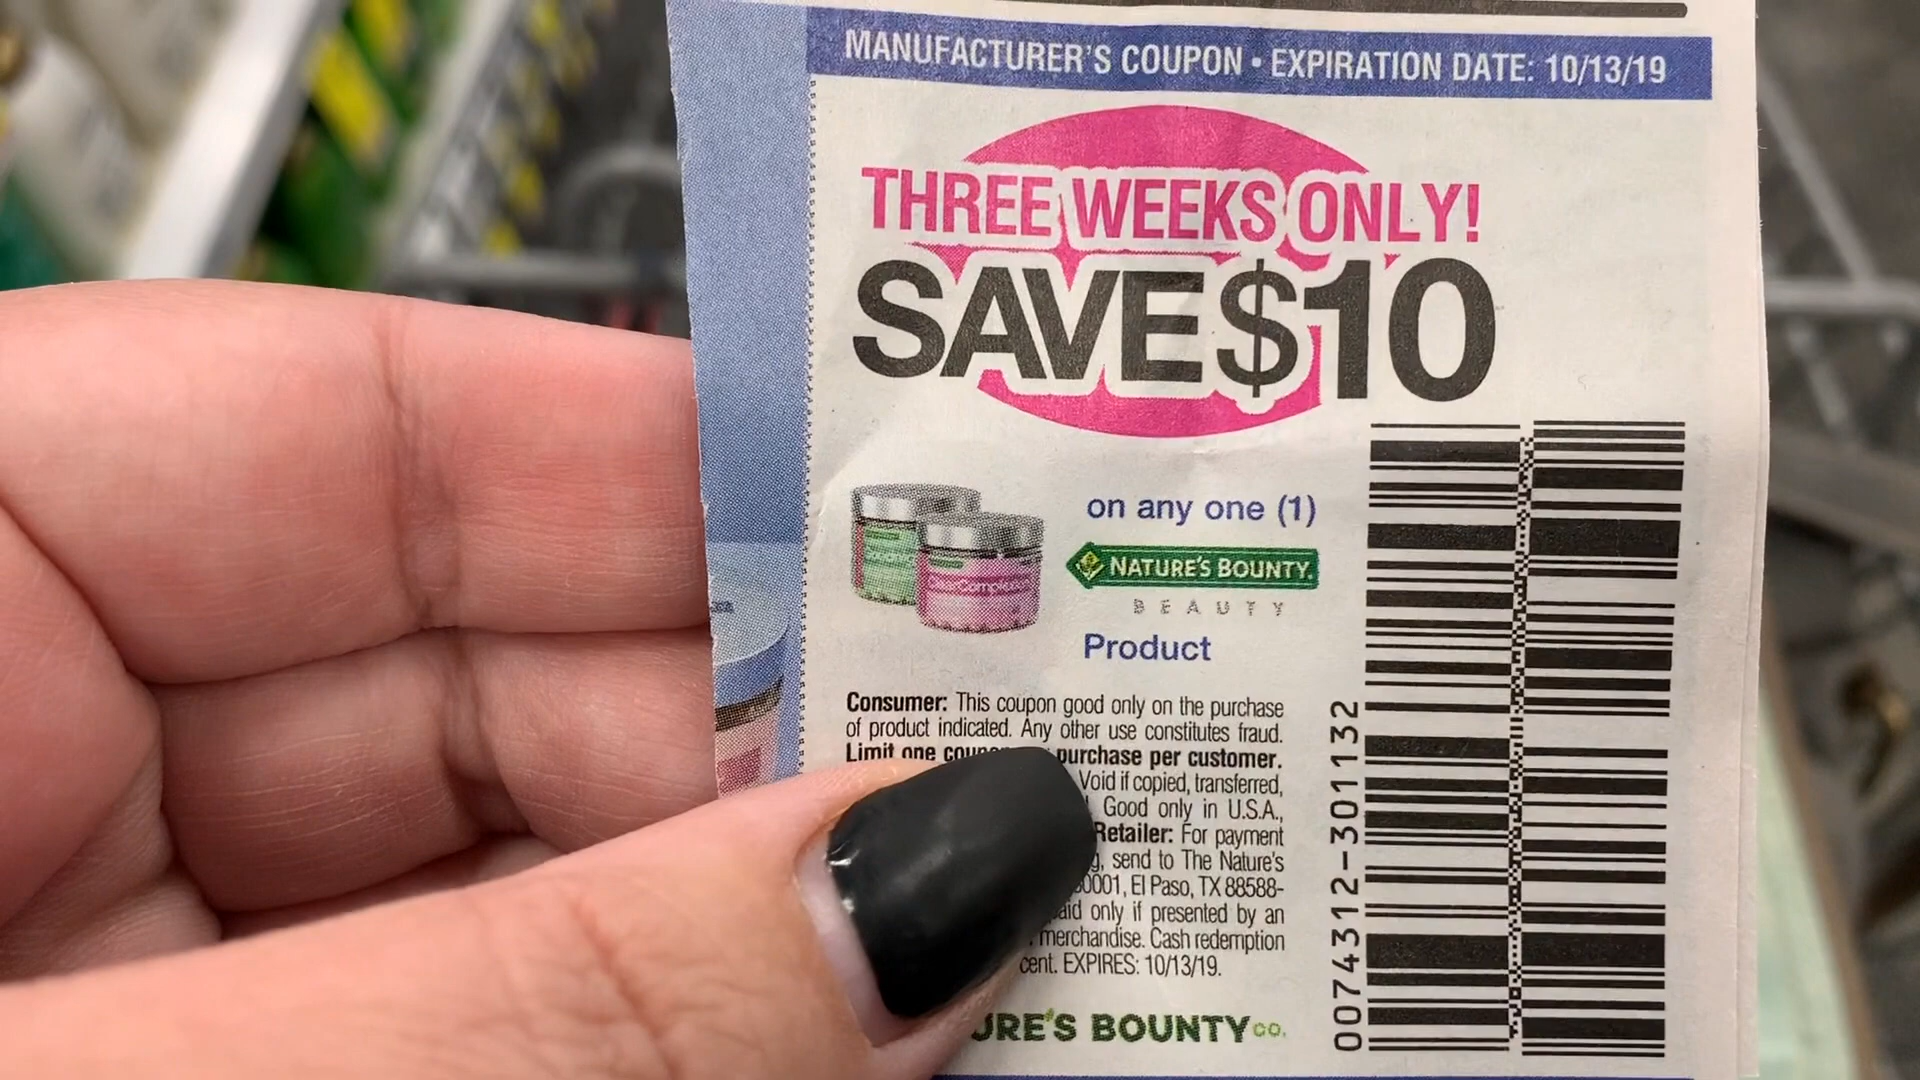 MANUFACTURER'S COUPON • EXPIRATION DATE: 10/13/19
THREE WEEKS ONLY!
SAVE $10
on any one (1)
NATURE'S BOUNTY.
BEAUTY
Product
Consumer: This coupon good only on the purchase
of product indicated. Any other use constitutes fraud.
Limit one purchase per customer.
Void if copied, transferred,
Good only in U.S.A.,
Retailer: For payment
send to The Nature's
El Paso, TX 88588-
only if presented by an
merchandise. Cash redemption
cent. EXPIRES: 10/13/19.
BOUNTY CO.
0074312-301132